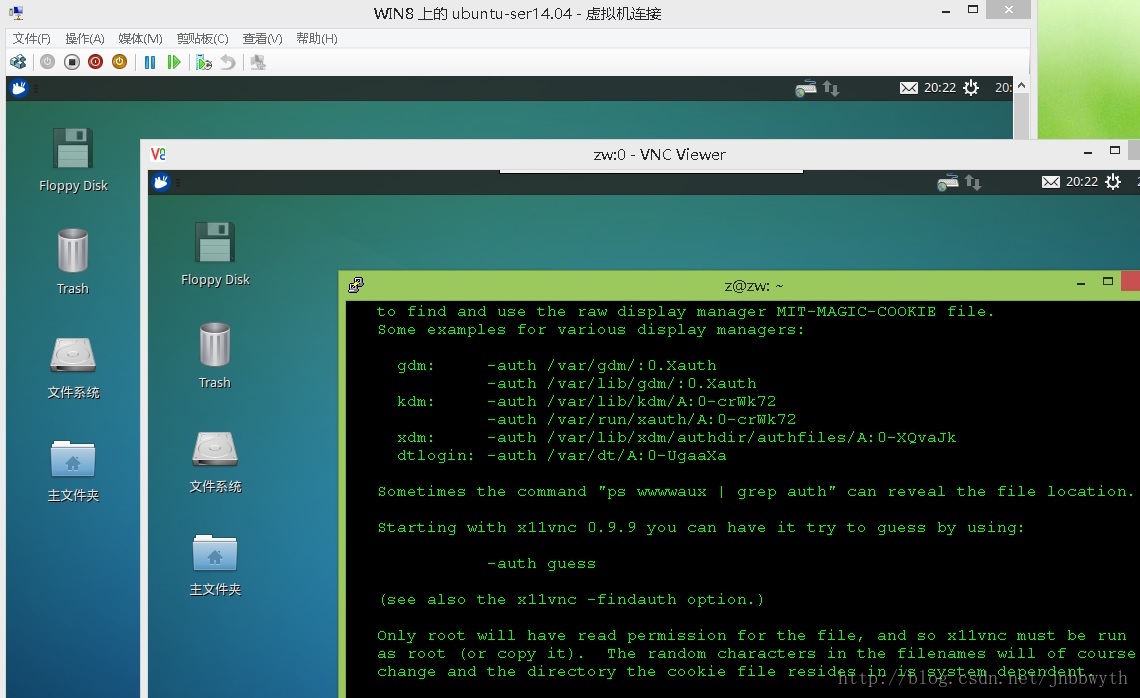 WIN8 上的 ubuntu-ser14.04 - 虚拟机连接
文件(F) 操作(A) 媒体(M) 剪贴板(C) 查看(V) 帮助(H)
20:22 20:
Floppy Disk
Trash
文件系统
主文件夹
zw:0 - VNC Viewer
20:22 2
Floppy Disk
Trash
文件系统
主文件夹
z@zw: ~
to find and use the raw display manager MIT-MAGIC-COOKIE file.
Some examples for various display managers:
gdm: -auth /var/gdm/:0.Xauth
-auth /var/lib/gdm/:0.Xauth
kdm: -auth /var/lib/kdm/A:0-crWk72
-auth /var/run/xauth/A:0-crWk72
xdm: -auth /var/lib/xdm/authdir/authfiles/A:0-XQvaJk
dtlogin: -auth /var/dt/A:0-UgaaXa
Sometimes the command "ps wwwwaux | grep auth" can reveal the file location.
Starting with x11vnc 0.9.9 you can have it try to guess by using:
-auth guess
(see also the x11vnc -findauth option.)
Only root will have read permission for the file, and so x11vnc must be run
as root (or copy it). The random characters in the filenames will of course
change and the directory the cookie file resides in is system dependent.
http://blog.csdn.net/jhbbwyth